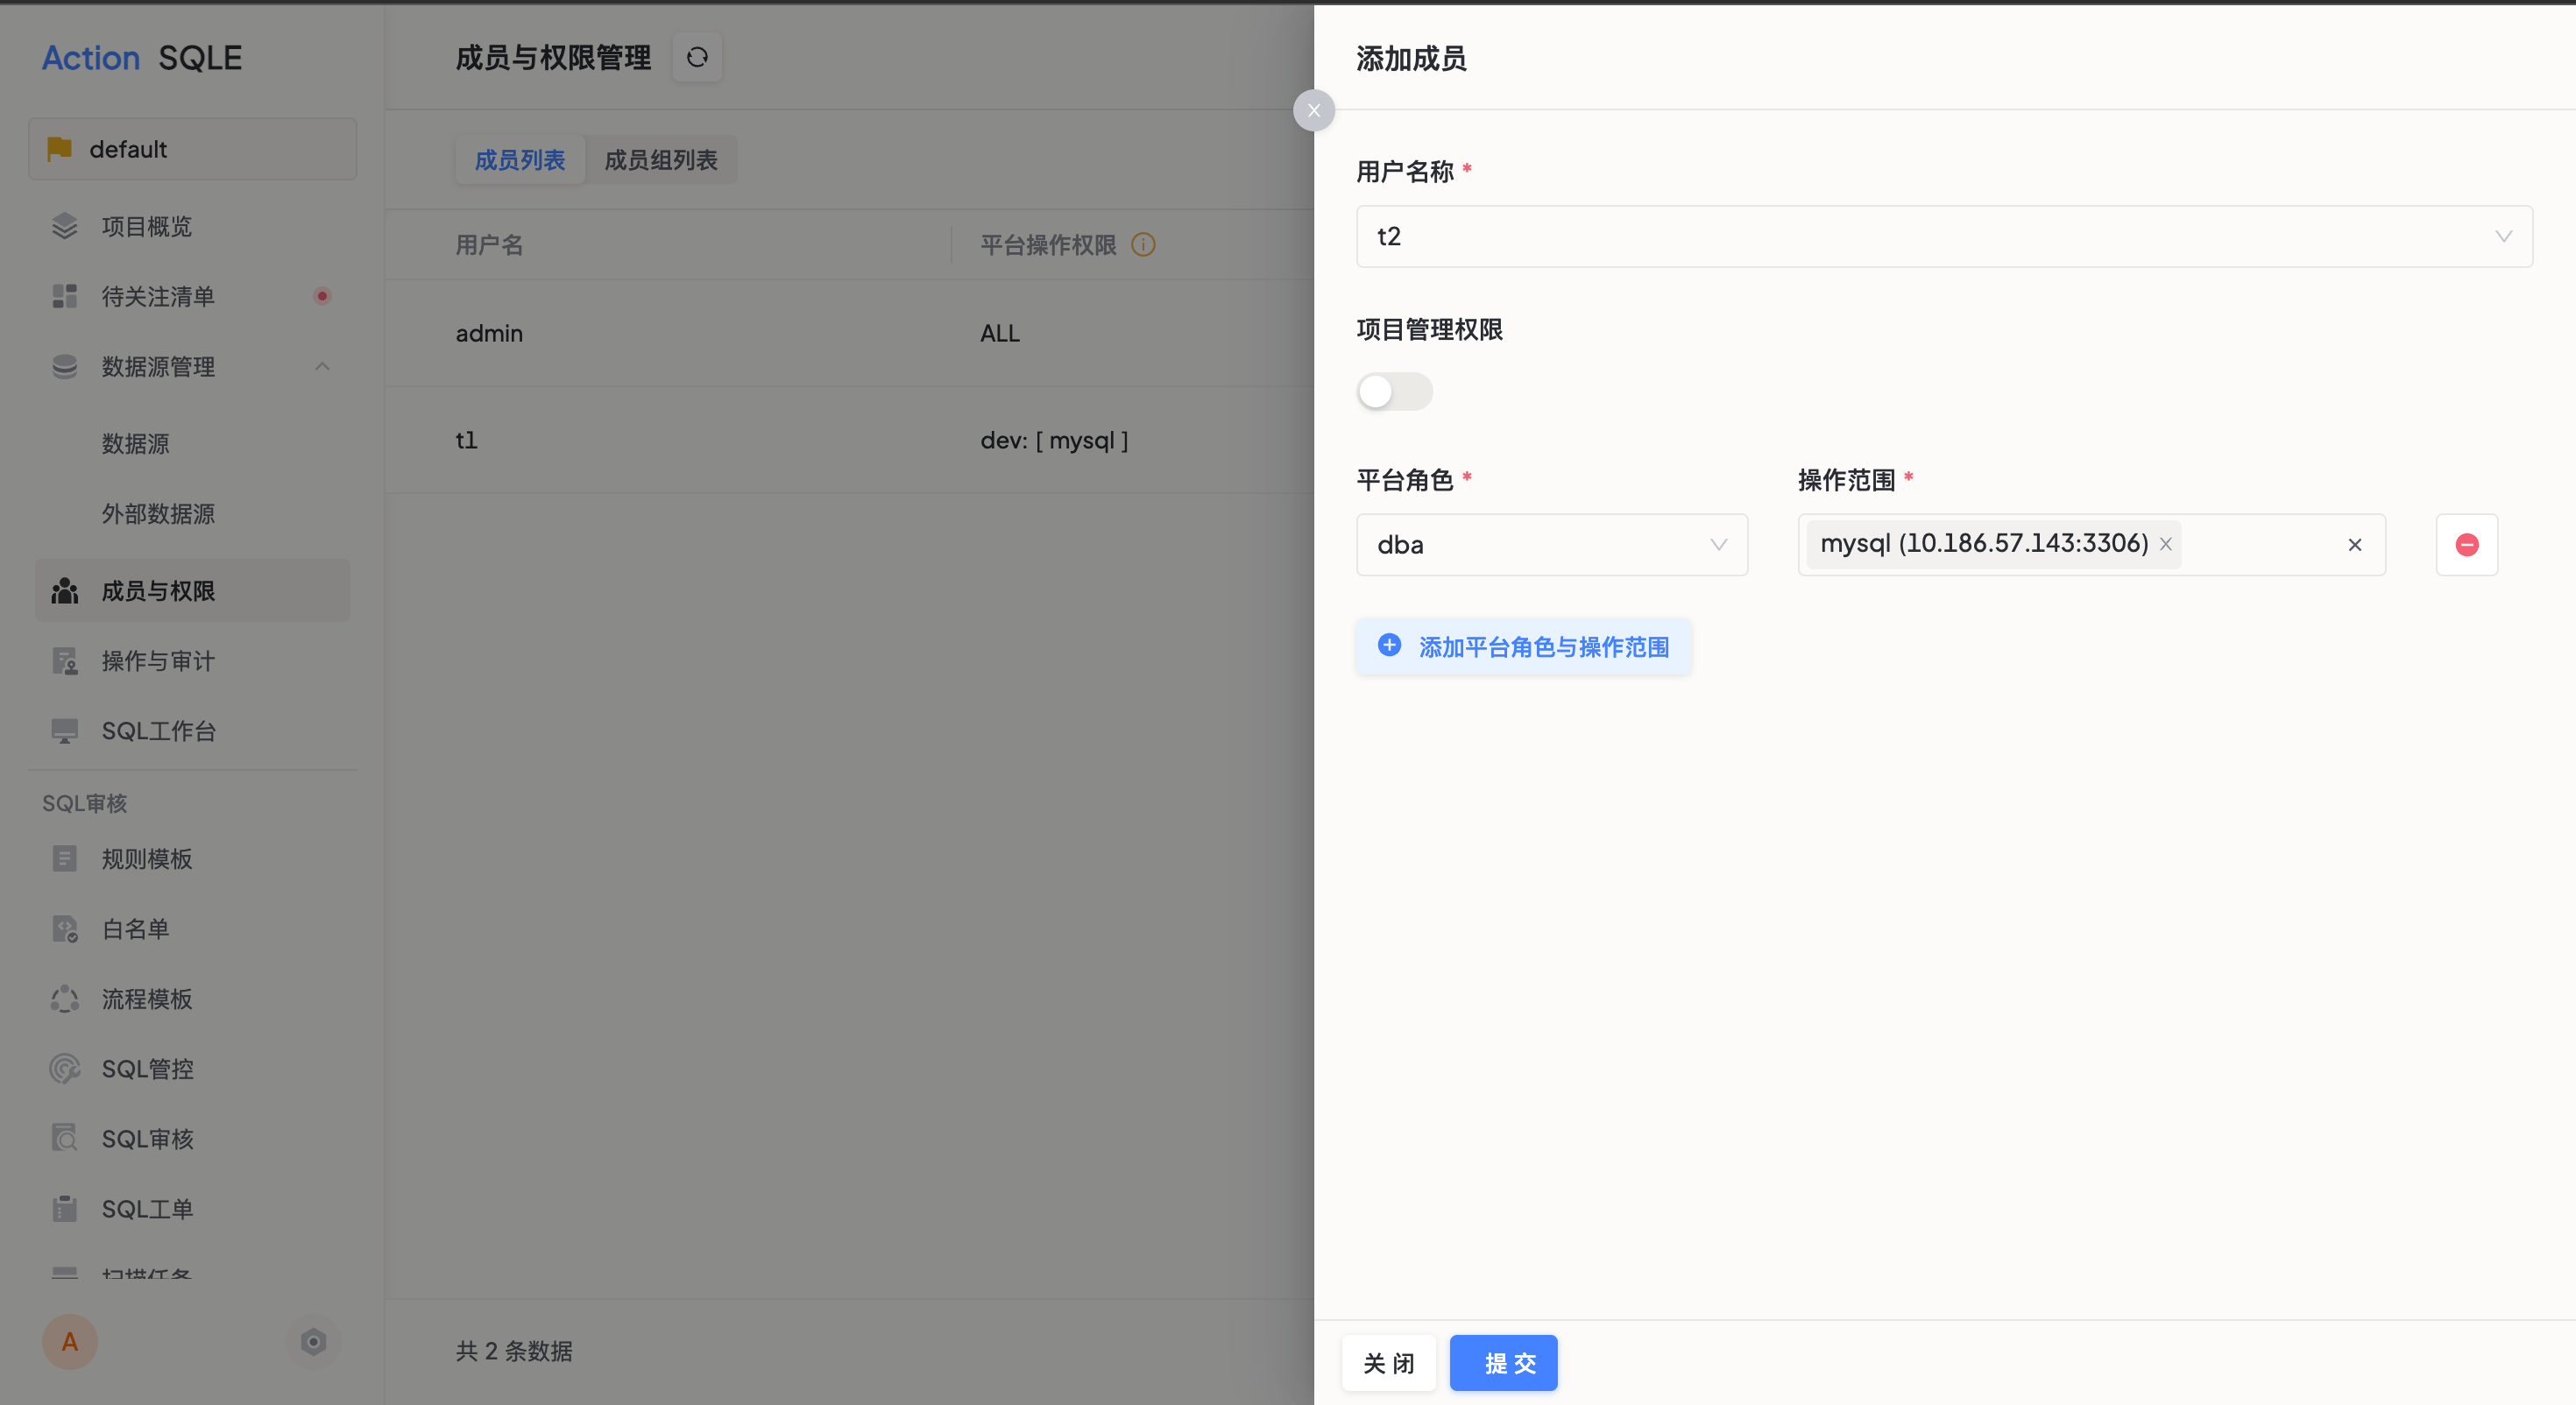 Action SQLE
default
项目概览
待关注清单
数据源管理
数据源
外部数据源
成员与权限
操作与审计
SQL工作台
SQL审核
规则模板
白名单
流程模板
SQL管控
SQL审核
SQL工单
扫描任务
A
成员与权限管理
成员列表 成员组列表
用户名 平台操作权限
admin ALL
t1 dev: [ mysql ]
共 2 条数据
添加成员
用户名称 *
t2
项目管理权限
平台角色 * 操作范围 *
dba mysql (10.186.57.143:3306)
添加平台角色与操作范围
关 闭 提 交